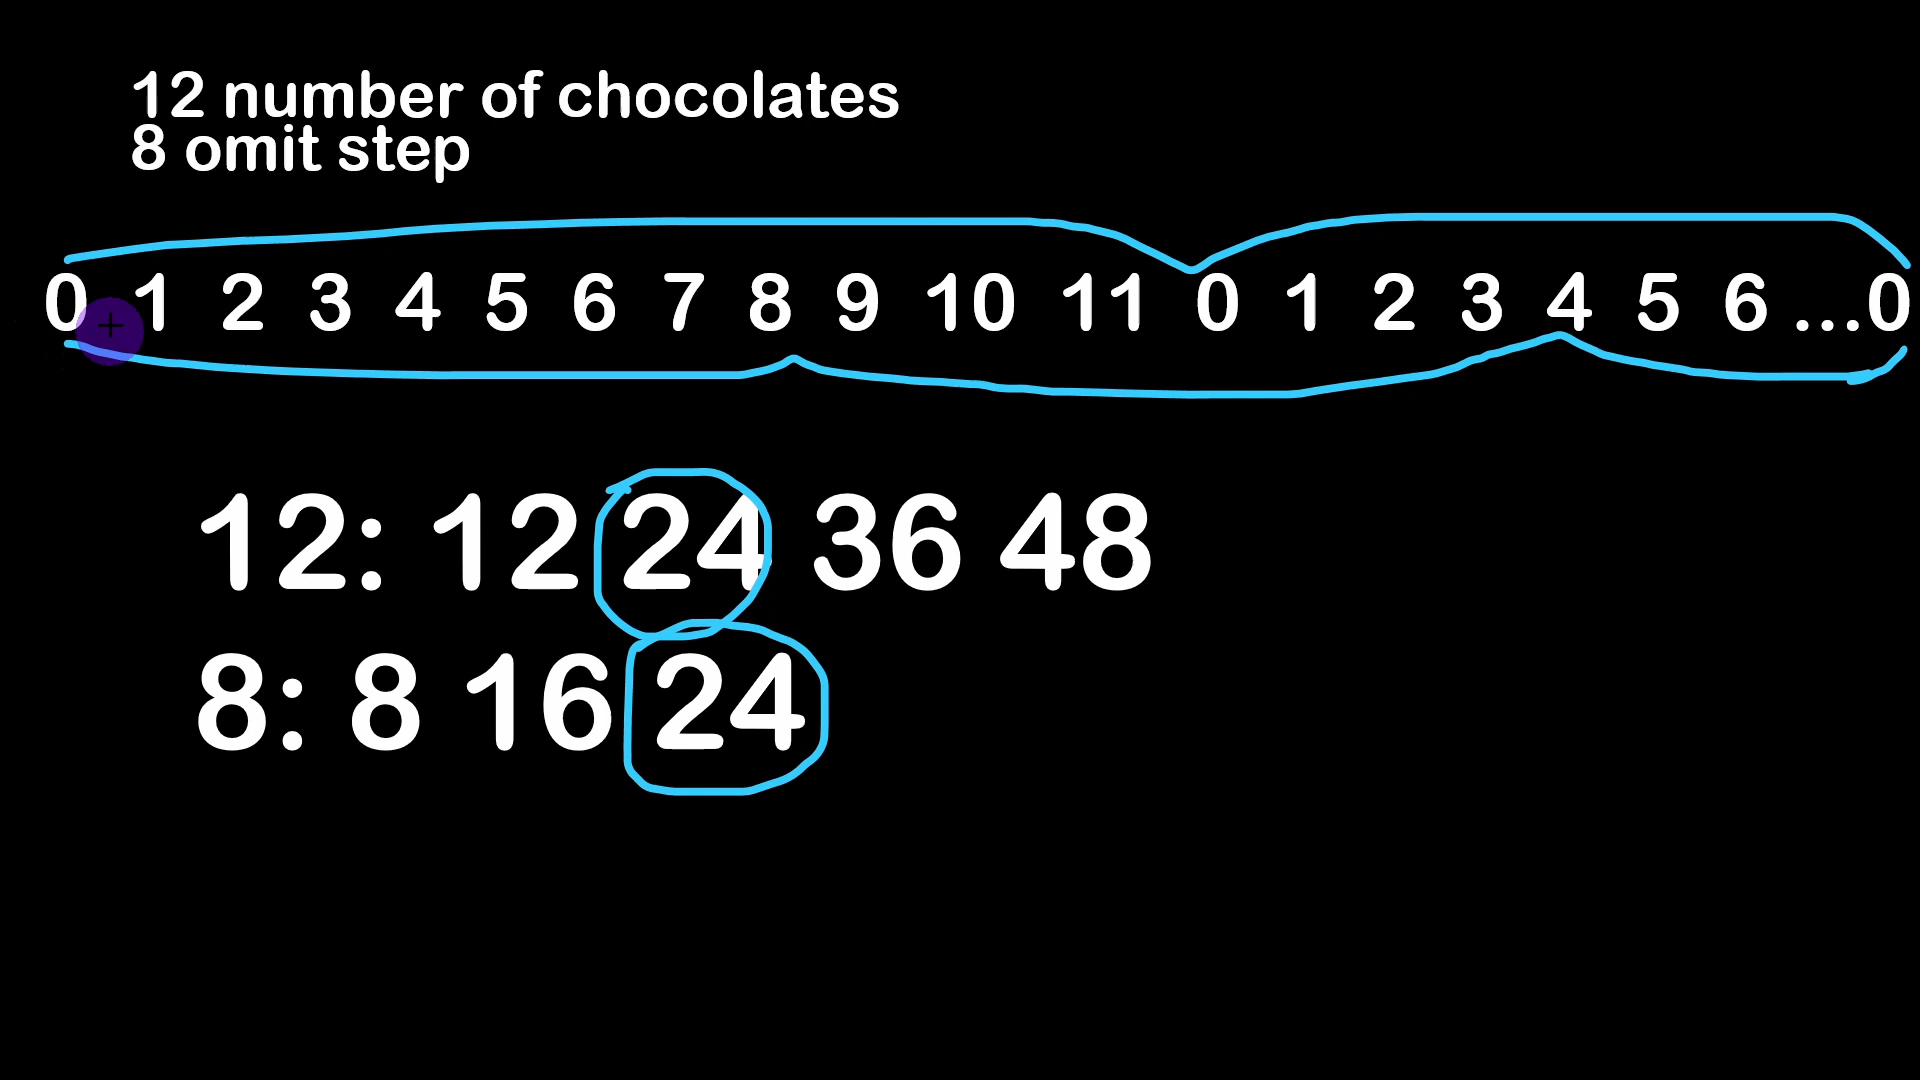 12 number of chocolates
8 omit step
0 1 2 3 4 5 6 7 8 9 10 11 0 1 2 3 4 5 6 ...0
12: 12 24 36 48
8: 8 16 24